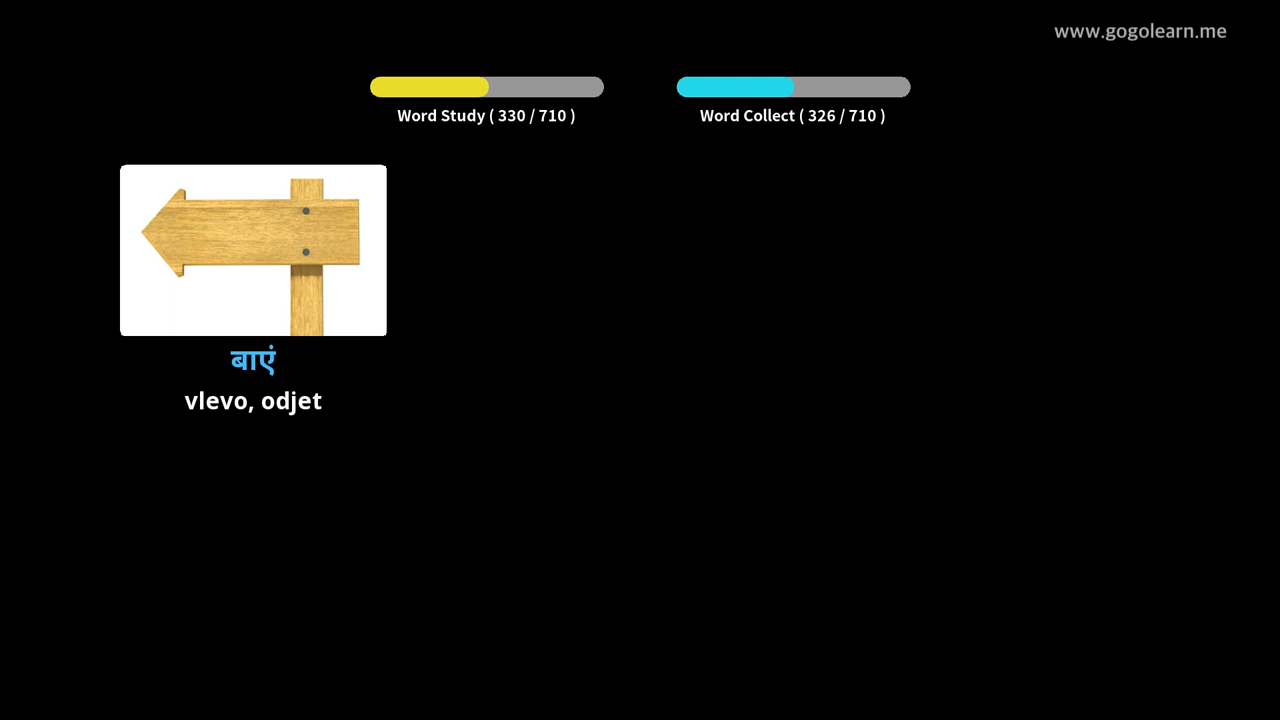 www.gogolearn.me
Word Study ( 330 / 710 )
Word Collect ( 326 / 710 )
बाएं
vlevo, odjet